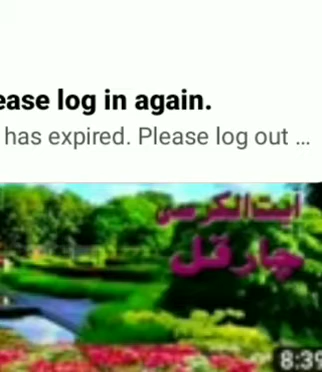 ease log in again.
has expired. Please log out ...
آیت الکرسی
چار قل
8:39